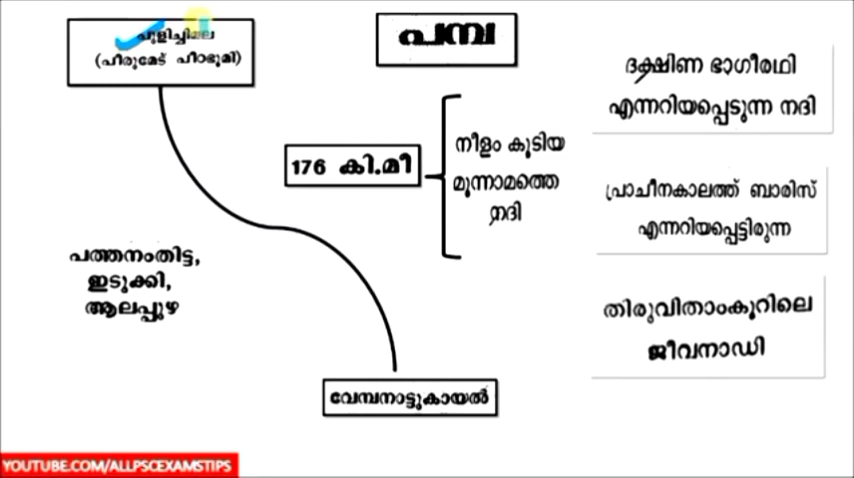 പുളിച്ചിമല
(പീരുമേട് പീഠഭൂമി)
പമ്പ
ദക്ഷിണ ഭാഗീരഥി
എന്നറിയപ്പെടുന്ന നദി
176 കി.മീ
നീളം കൂടിയ
മൂന്നാമത്തെ
നദി
പ്രാചീനകാലത്ത് ബാരിസ്
എന്നറിയപ്പെട്ടിരുന്ന
പത്തനംതിട്ട,
ഇടുക്കി,
ആലപ്പുഴ
തിരുവിതാംകൂറിലെ
ജീവനാഡി
വേമ്പനാട്ടുകായൽ
YOUTUBE.COM/ALLPSCEXAMSTIPS